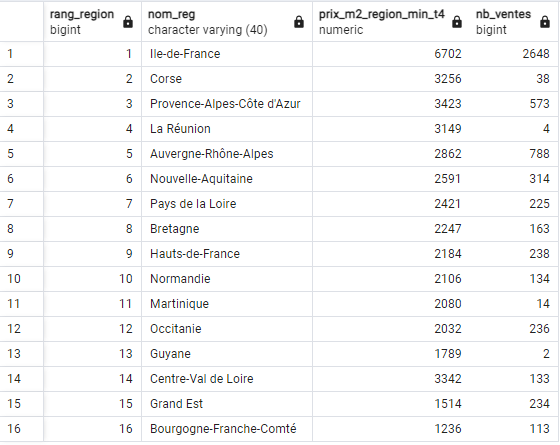 rang_region nom_reg prix_m2_region_min_t4 nb_ventes
bigint character varying (40) numeric bigint
1 1 Ile-de-France 6702 2648
2 2 Corse 3256 38
3 3 Provence-Alpes-Côte d'Azur 3423 573
4 4 La Réunion 3149 4
5 5 Auvergne-Rhône-Alpes 2862 788
6 6 Nouvelle-Aquitaine 2591 314
7 7 Pays de la Loire 2421 225
8 8 Bretagne 2247 163
9 9 Hauts-de-France 2184 238
10 10 Normandie 2106 134
11 11 Martinique 2080 14
12 12 Occitanie 2032 236
13 13 Guyane 1789 2
14 14 Centre-Val de Loire 3342 133
15 15 Grand Est 1514 234
16 16 Bourgogne-Franche-Comté 1236 113